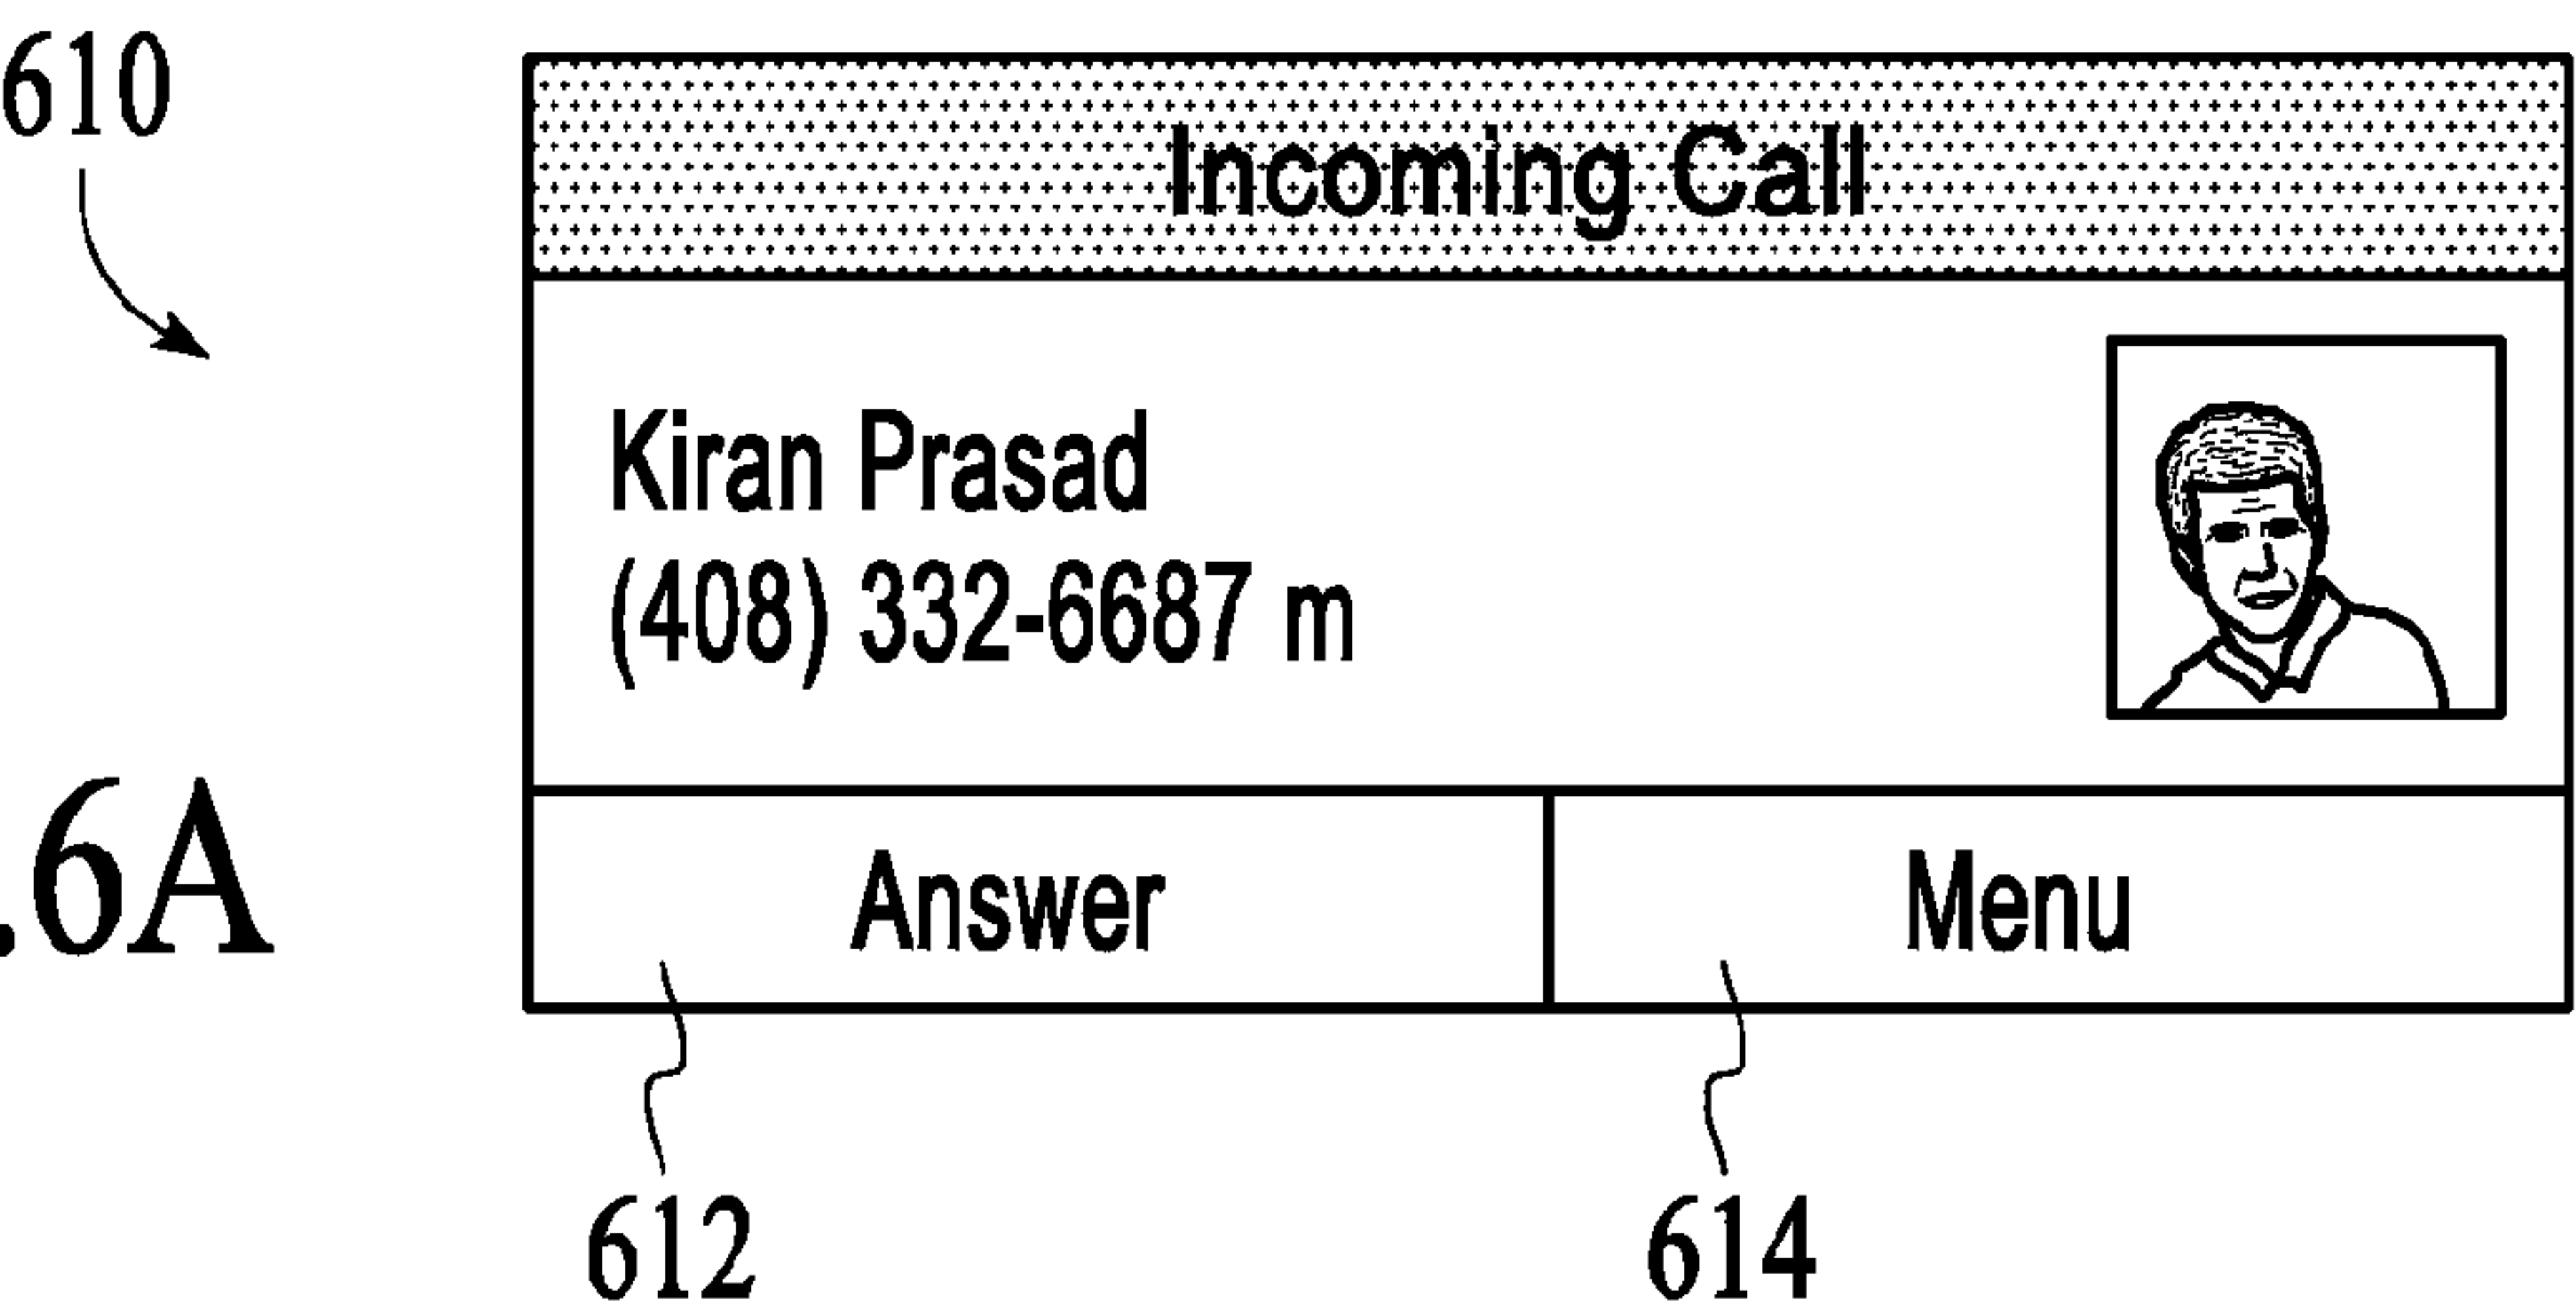 610
Incoming Call
Kiran Prasad
(408) 332-6687 m
.6A
Answer
Menu
612
614